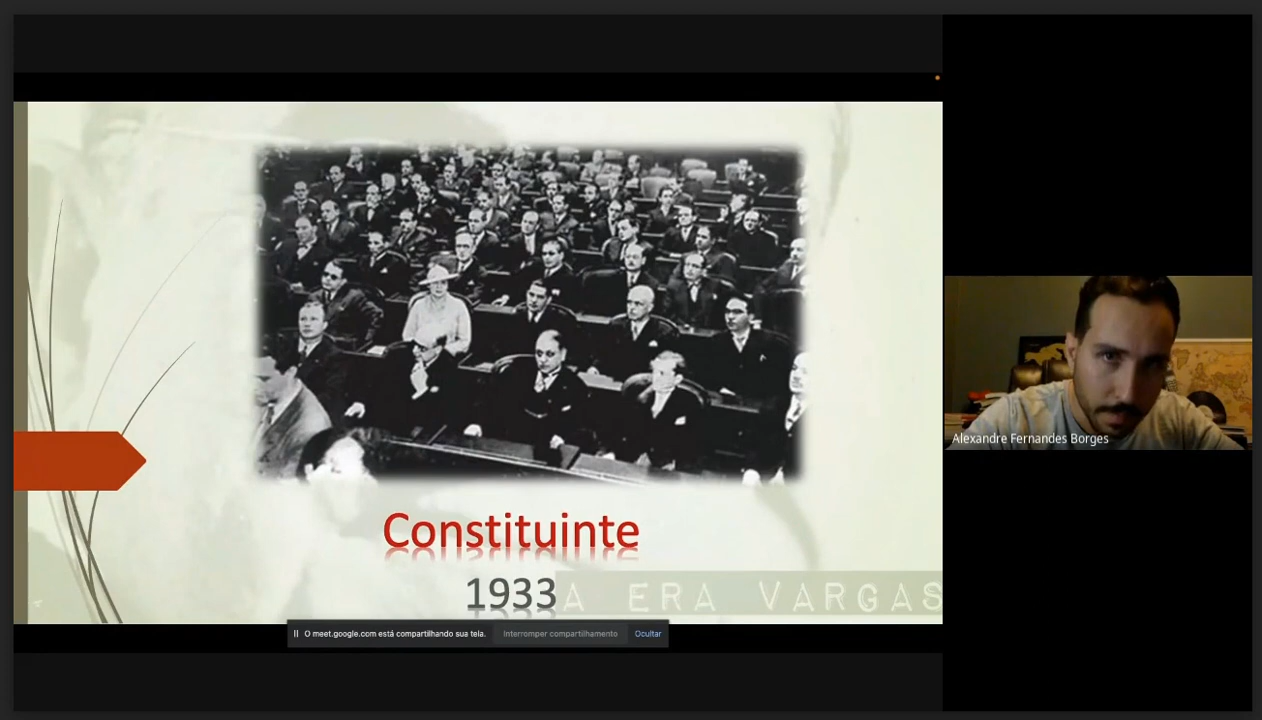 Constituinte
1933
A ERA VARGAS
O meet.google.com está compartilhando sua tela.
Interromper compartilhamento
Ocultar
Alexandre Fernandes Borges